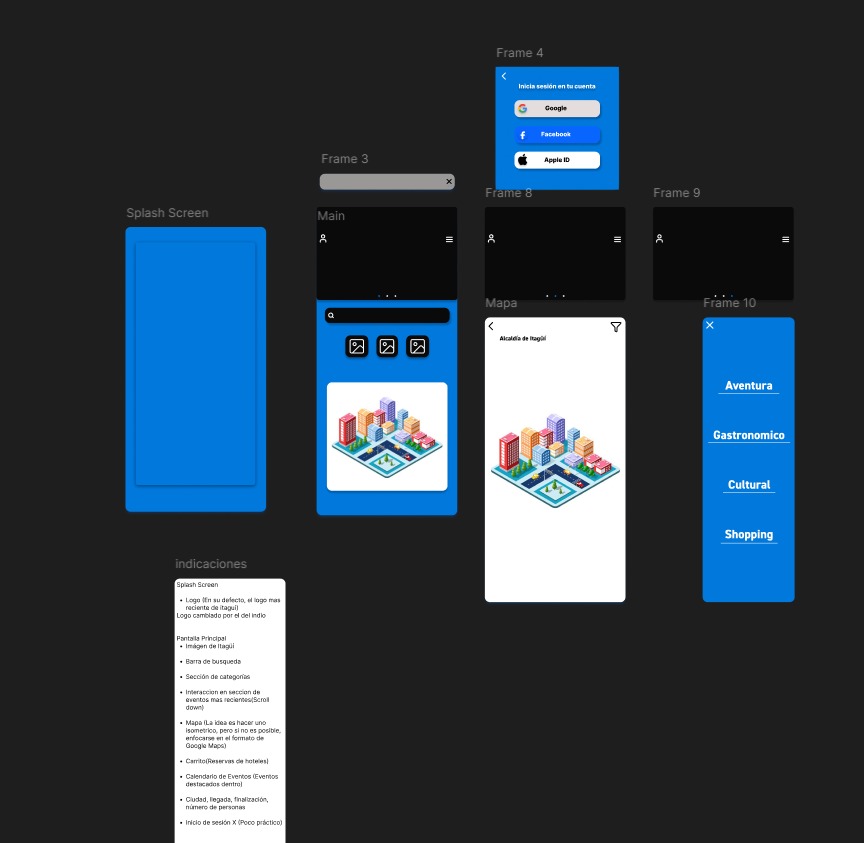 Frame 4
Inicia sesión en tu cuenta
Google
Facebook
Apple ID
Frame 3
Splash Screen
Main
Frame 8
Frame 9
Mapa
Alcaldía de Itagüí
Frame 10
Aventura
Gastronomico
Cultural
Shopping
indicaciones
Splash Screen
• Logo (En su defecto, el logo mas
reciente de itagui)
Logo cambiado por el del indio
Pantalla Principal
• Imágen de Itagüí
• Barra de busqueda
• Sección de categorías
• Interaccion en seccion de
eventos mas recientes(Scroll
down)
• Mapa (La idea es hacer uno
isometrico, pero si no es posible,
enfocarse en el formato de
Google Maps)
• Carrito(Reservas de hoteles)
• Calendario de Eventos (Eventos
destacados dentro)
• Ciudad, llegada, finalización,
número de personas
• Inicio de sesión X (Poco práctico)